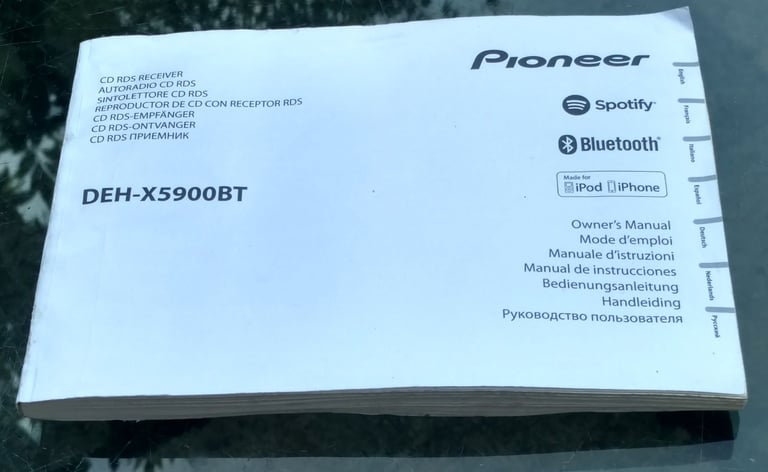 CD RDS RECEIVER
AUTORADIO CD RDS
SINTOLETTORE CD RDS
REPRODUCTOR DE CD CON RECEPTOR RDS
CD RDS-EMPFÄNGER
CD RDS-ONTVANGER
CD RDS ПРИЕМНИК
DEH-X5900BT
Pioneer
Spotify
Bluetooth®
Made for
iPod iPhone
Owner's Manual
Mode d'emploi
Manuale d'istruzioni
Manual de instrucciones
Bedienungsanleitung
Handleiding
Руководство пользователя
English
Français
Italiano
Español
Deutsch
Nederlands
Русский